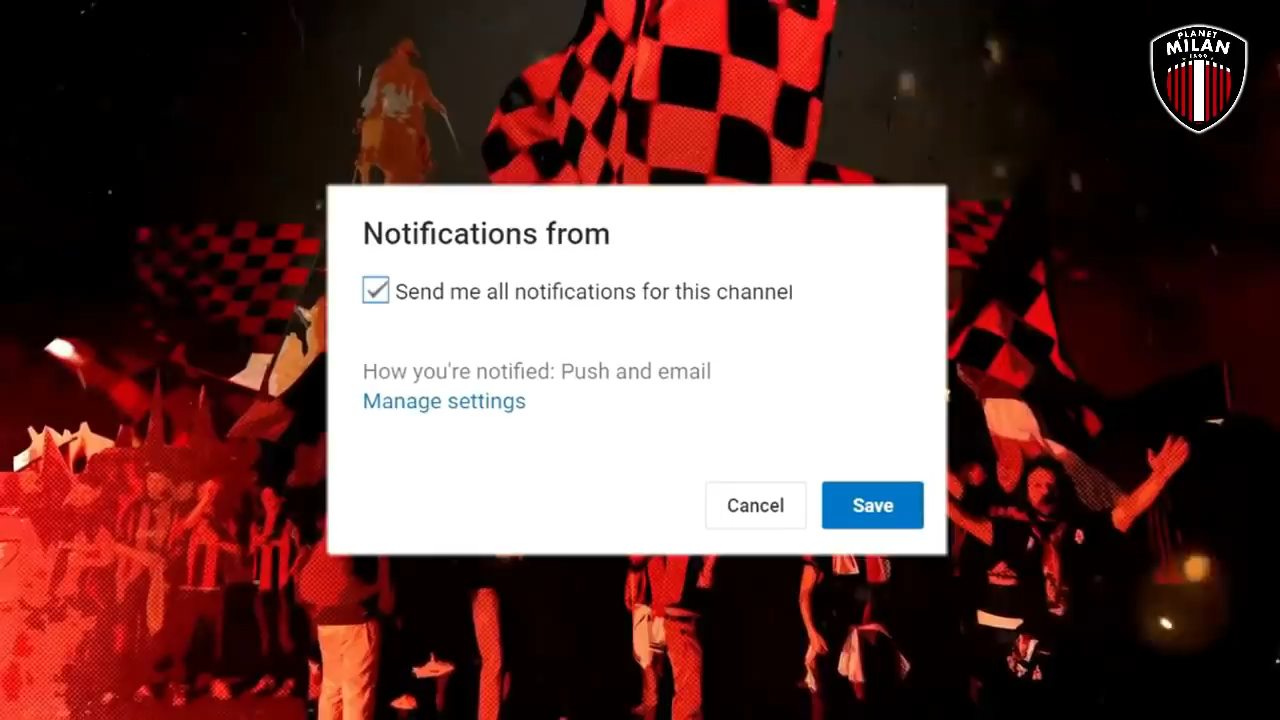 PLANET
MILAN
Notifications from
Send me all notifications for this channel
How you're notified: Push and email
Manage settings
Cancel
Save